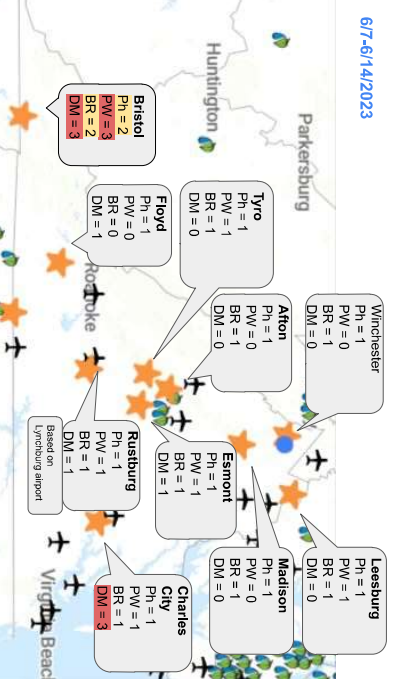 6/7-6/14/2023
Leesburg
Ph = 1
PW = 1
BR = 1
DM = 0
Winchester
Ph = 1
PW = 0
BR = 1
DM = 0
Parkersburg
Madison
Ph = 1
PW = 0
BR = 1
DM = 0
Afton
Ph = 1
PW = 0
BR = 1
DM = 0
Tyro
Ph = 1
PW = 1
BR = 1
DM = 0
Huntington
Esmont
Ph = 1
PW = 1
BR = 1
DM = 1
Charles
City
Ph = 1
PW = 1
BR = 1
DM = 3
Floyd
Ph = 1
PW = 0
BR = 0
DM = 1
Bristol
Ph = 2
PW = 3
BR = 2
DM = 3
Rustburg
Ph = 1
PW = 1
BR = 1
DM = 1
Roanoke
Based on
Lynchburg airport
Virginia Beac